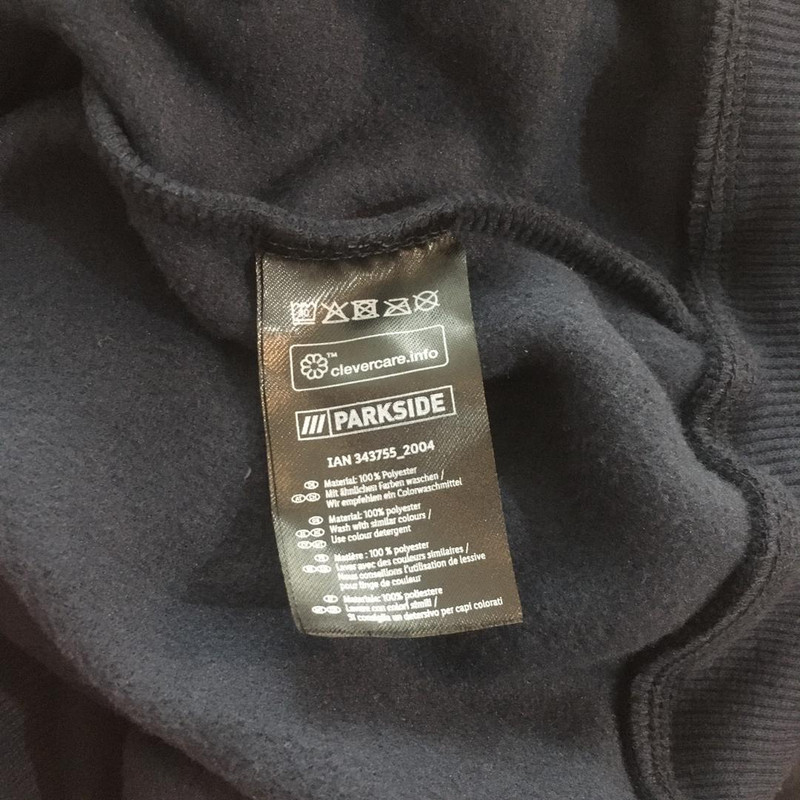 ™
clevercare.info
PARKSIDE
IAN 343755_2004
Material: 100% Polyester
Mit ähnlichen Farben waschen /
Wir empfehlen ein Colorwaschmittel
Material: 100% polyester
Wash with similar colours /
Use colour detergent
Matière : 100 % polyester
Laver avec des couleurs similaires /
Nous conseillons l'utilisation de lessive
pour linge de couleur
Materiale: 100% poliestere
Lavare con colori simili /
Si consiglia un detersivo per capi colorati